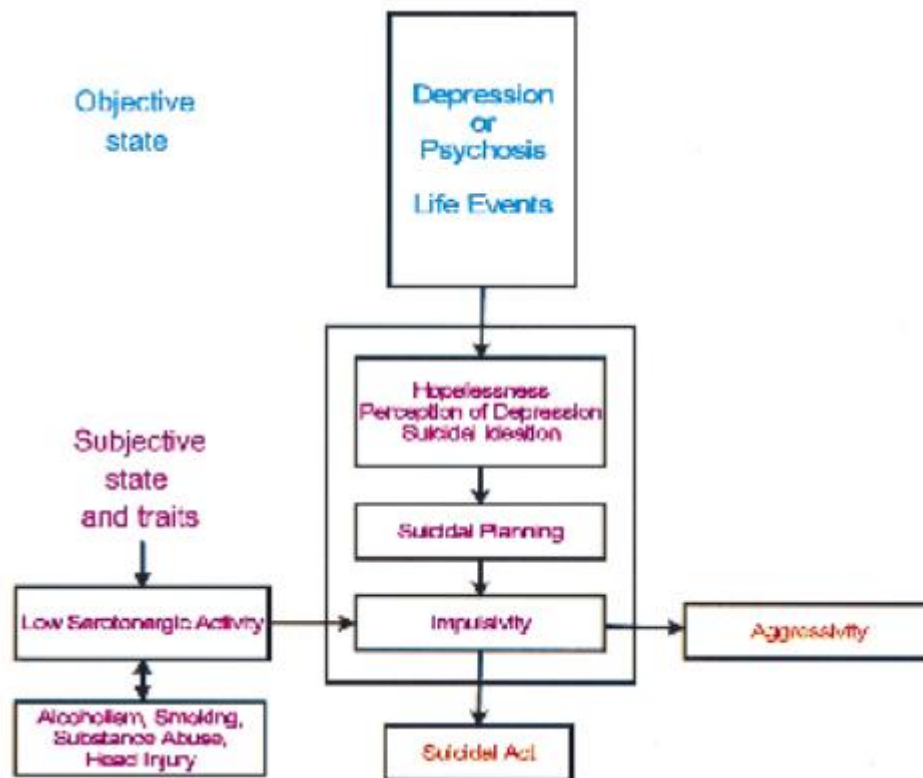 Objective
state
Depression
or
Psychosis
Life Events
Hopelessness
Perception of Depression
Suicidal Ideation
Subjective
state
and traits
Suicidal Planning
Low Serotonergic Activity
Impulsivity
Aggressivity
Alcoholism, Smoking,
Substance Abuse,
Head Injury
Suicidal Act